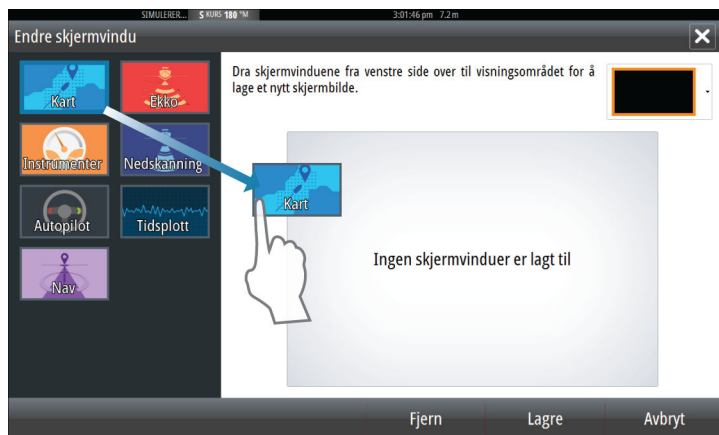 SIMULERER... S KURS 180 °M 3:01:46 pm 7.2 m
Endre skjermvindu
Kart
Ekko
Instrumenter
Nedskanning
Autopilot
Tidsplott
Nav
Dra skjermvinduene fra venstre side over til visningsområdet for å
lage et nytt skjermbilde.
Kart
Ingen skjermvinduer er lagt til
Fjern Lagre Avbryt